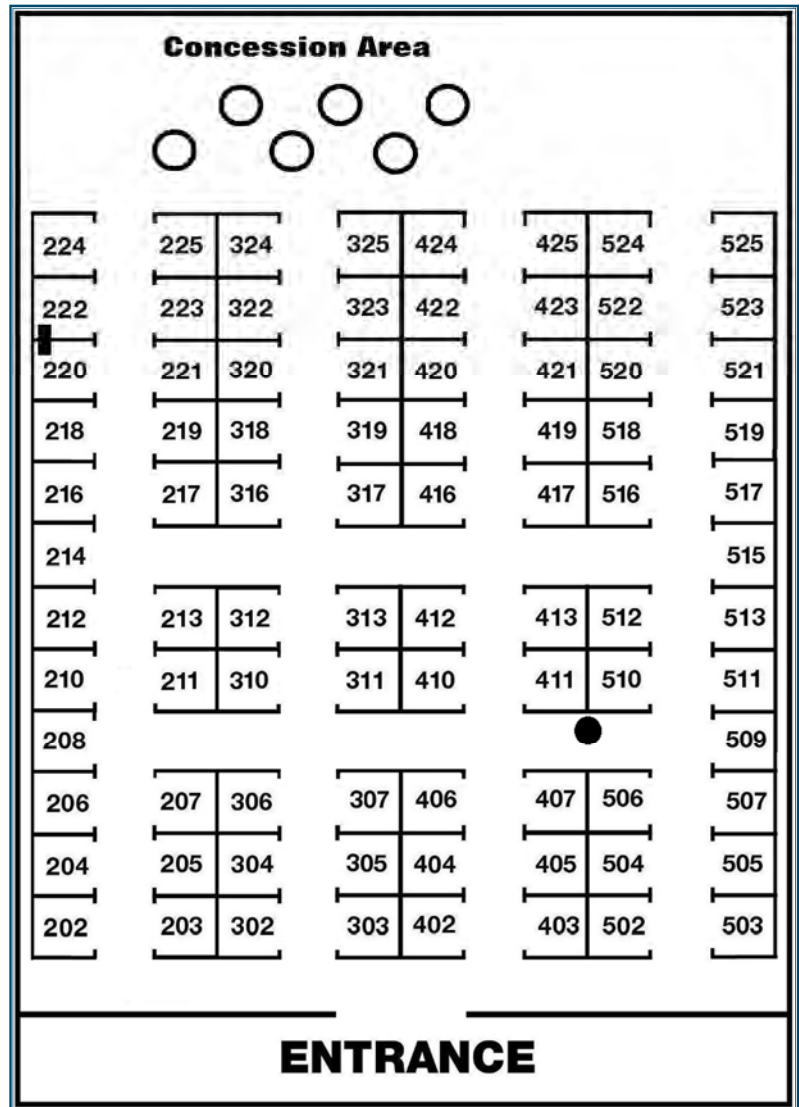 Concession Area
224 225 324 325 424 425 524 525
222 223 322 323 422 423 522 523
220 221 320 321 420 421 520 521
218 219 318 319 418 419 518 519
216 217 316 317 416 417 516 517
214 515
212 213 312 313 412 413 512 513
210 211 310 311 410 411 510 511
208 509
206 207 306 307 406 407 506 507
204 205 304 305 404 405 504 505
202 203 302 303 402 403 502 503
ENTRANCE